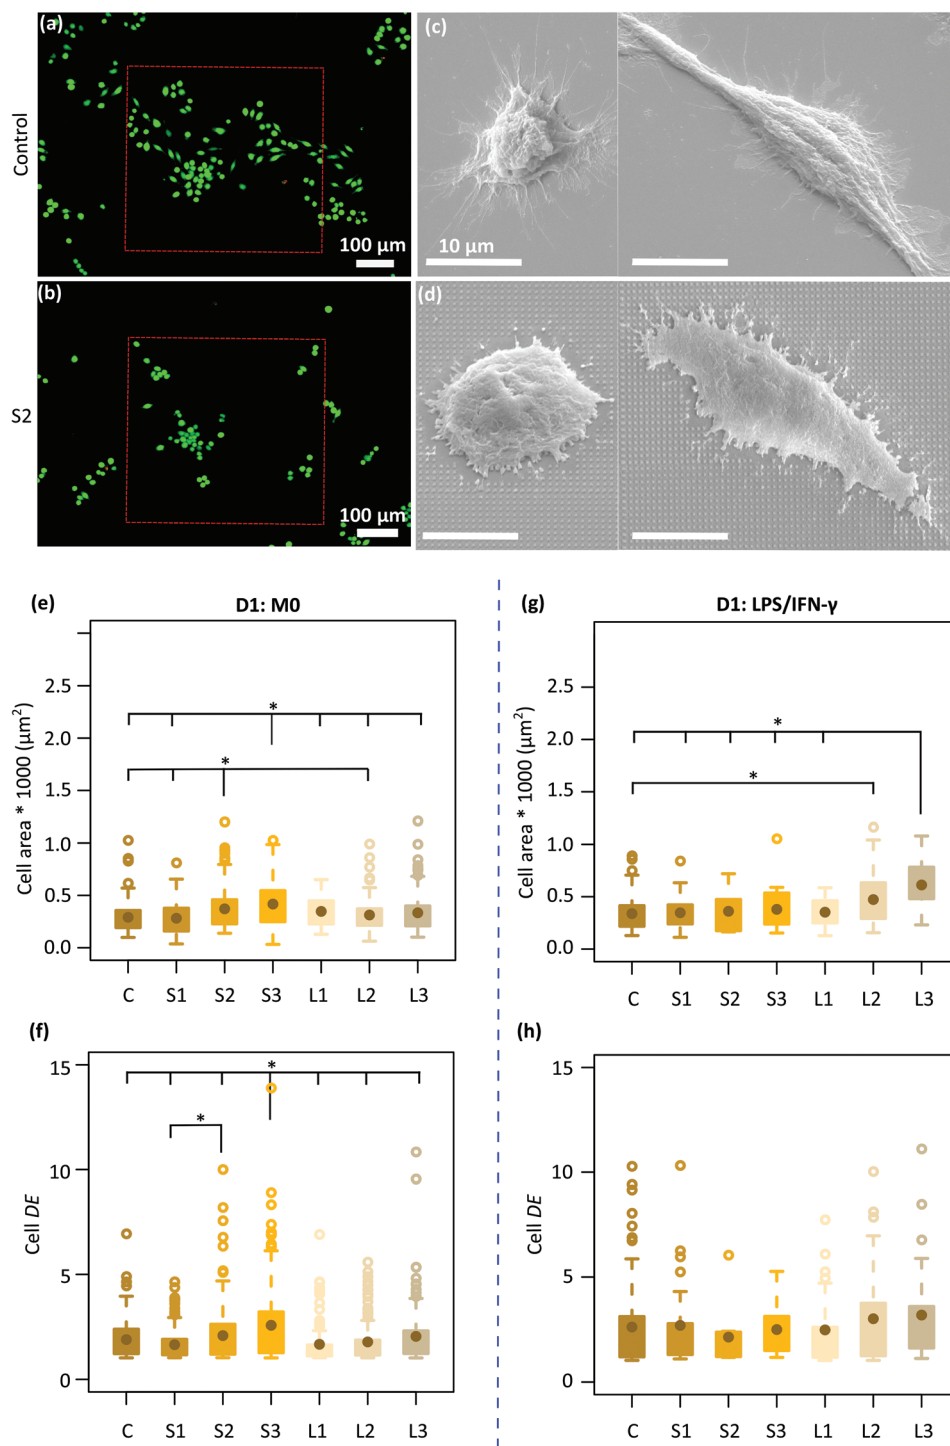 (a)
(c)
Control
100 µm
10 µm
(b)
(d)
S2
100 µm
(e)
D1: M0
(g)
D1: LPS/IFN-γ
Cell area * 1000 (µm²)
2.5
2.0
1.5
1.0
0.5
0.0
*
*
C S1 S2 S3 L1 L2 L3
Cell area * 1000 (µm²)
2.5
2.0
1.5
1.0
0.5
0.0
*
*
C S1 S2 S3 L1 L2 L3
(f)
(h)
Cell DE
15
10
5
0
*
*
C S1 S2 S3 L1 L2 L3
Cell DE
15
10
5
0
C S1 S2 S3 L1 L2 L3